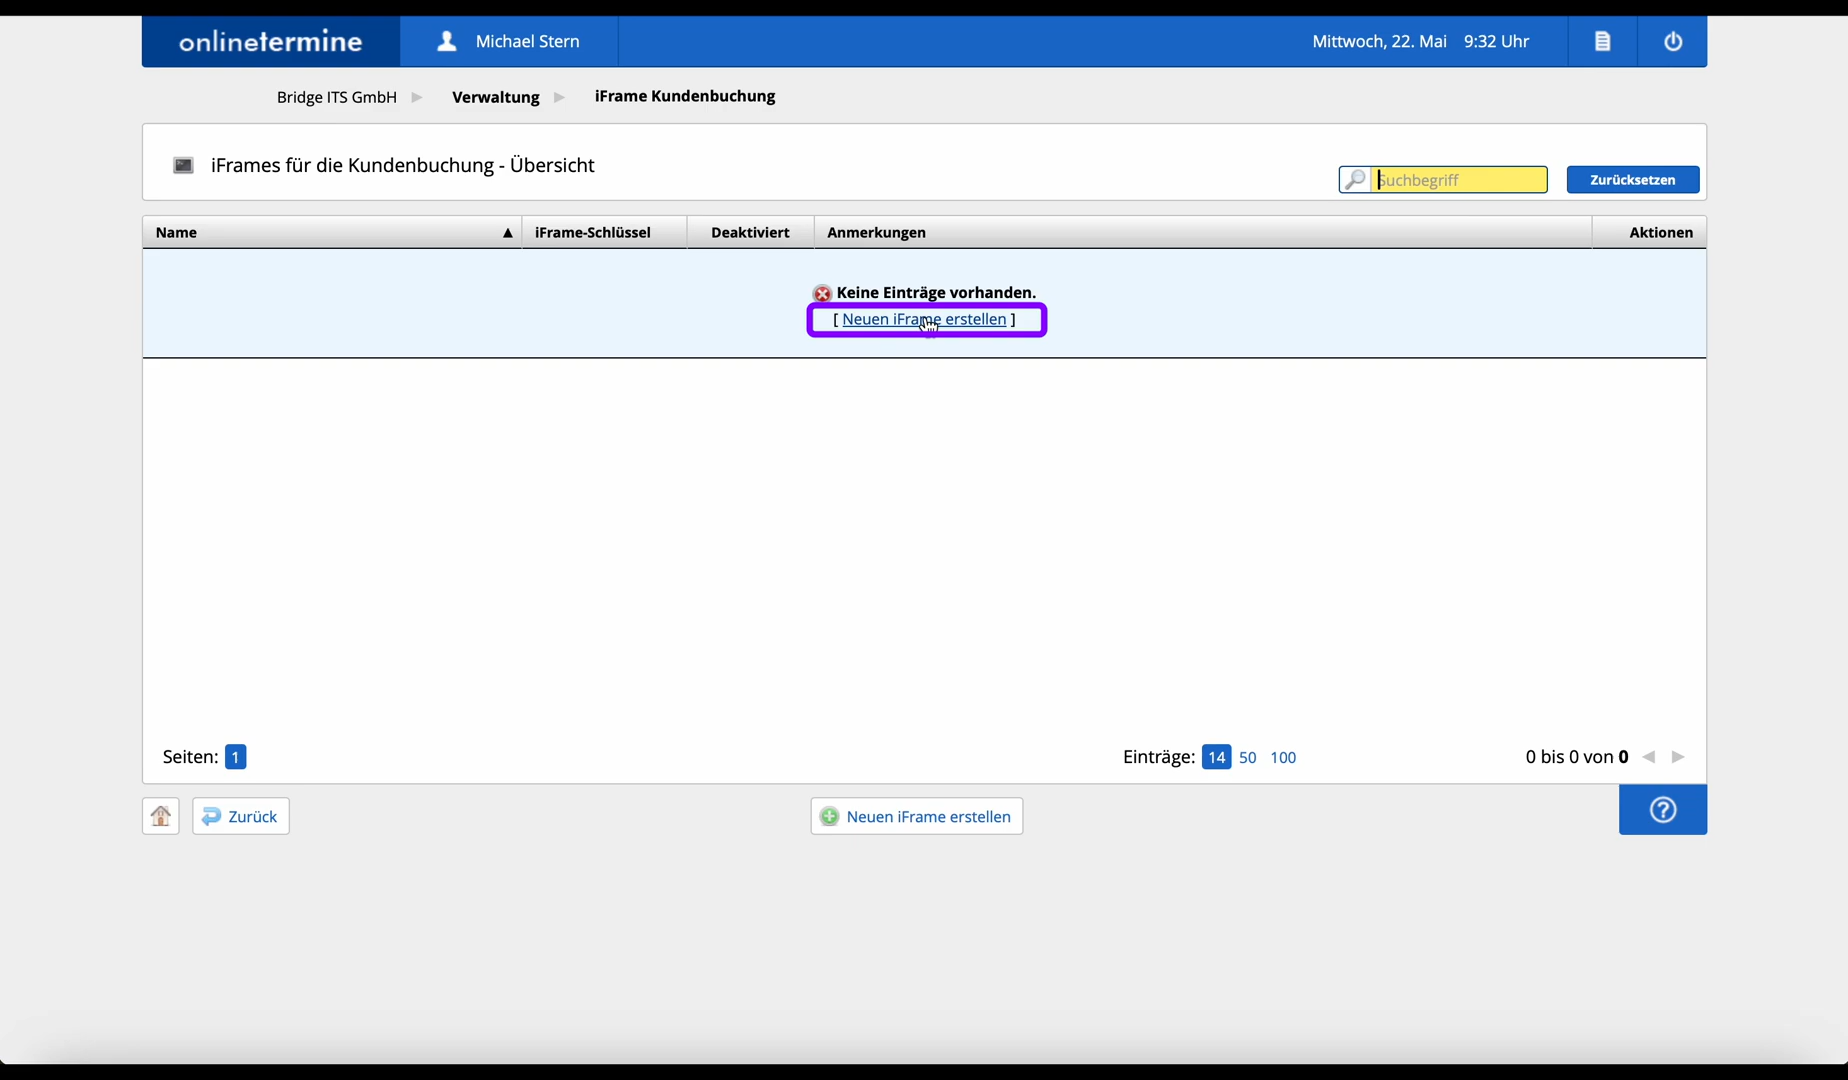 onlinetermine
Michael Stern
Mittwoch, 22. Mai 9:32 Uhr
Bridge ITS GmbH
Verwaltung
iFrame Kundenbuchung
iFrames für die Kundenbuchung - Übersicht
Suchbegriff
Zurücksetzen
Name ▲ iFrame-Schlüssel Deaktiviert Anmerkungen Aktionen
Keine Einträge vorhanden.
[ Neuen iFrame erstellen ]
Seiten: 1
Einträge: 14 50 100
0 bis 0 von 0
Zurück
Neuen iFrame erstellen
?